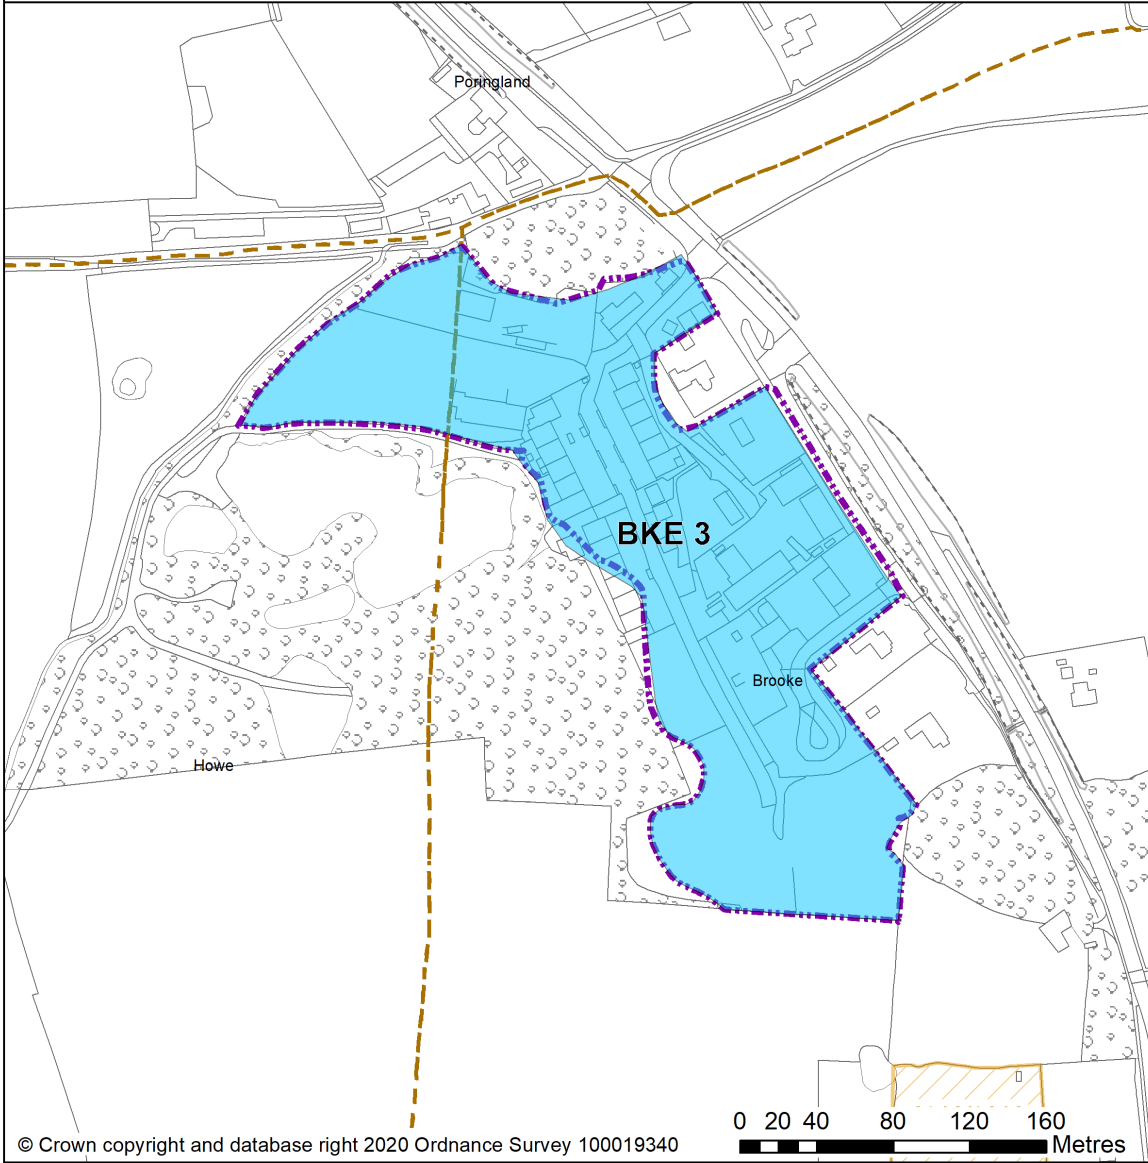 Poringland
BKE 3
Brooke
Howe
0 20 40 80 120 160
Metres
© Crown copyright and database right 2020 Ordnance Survey 100019340